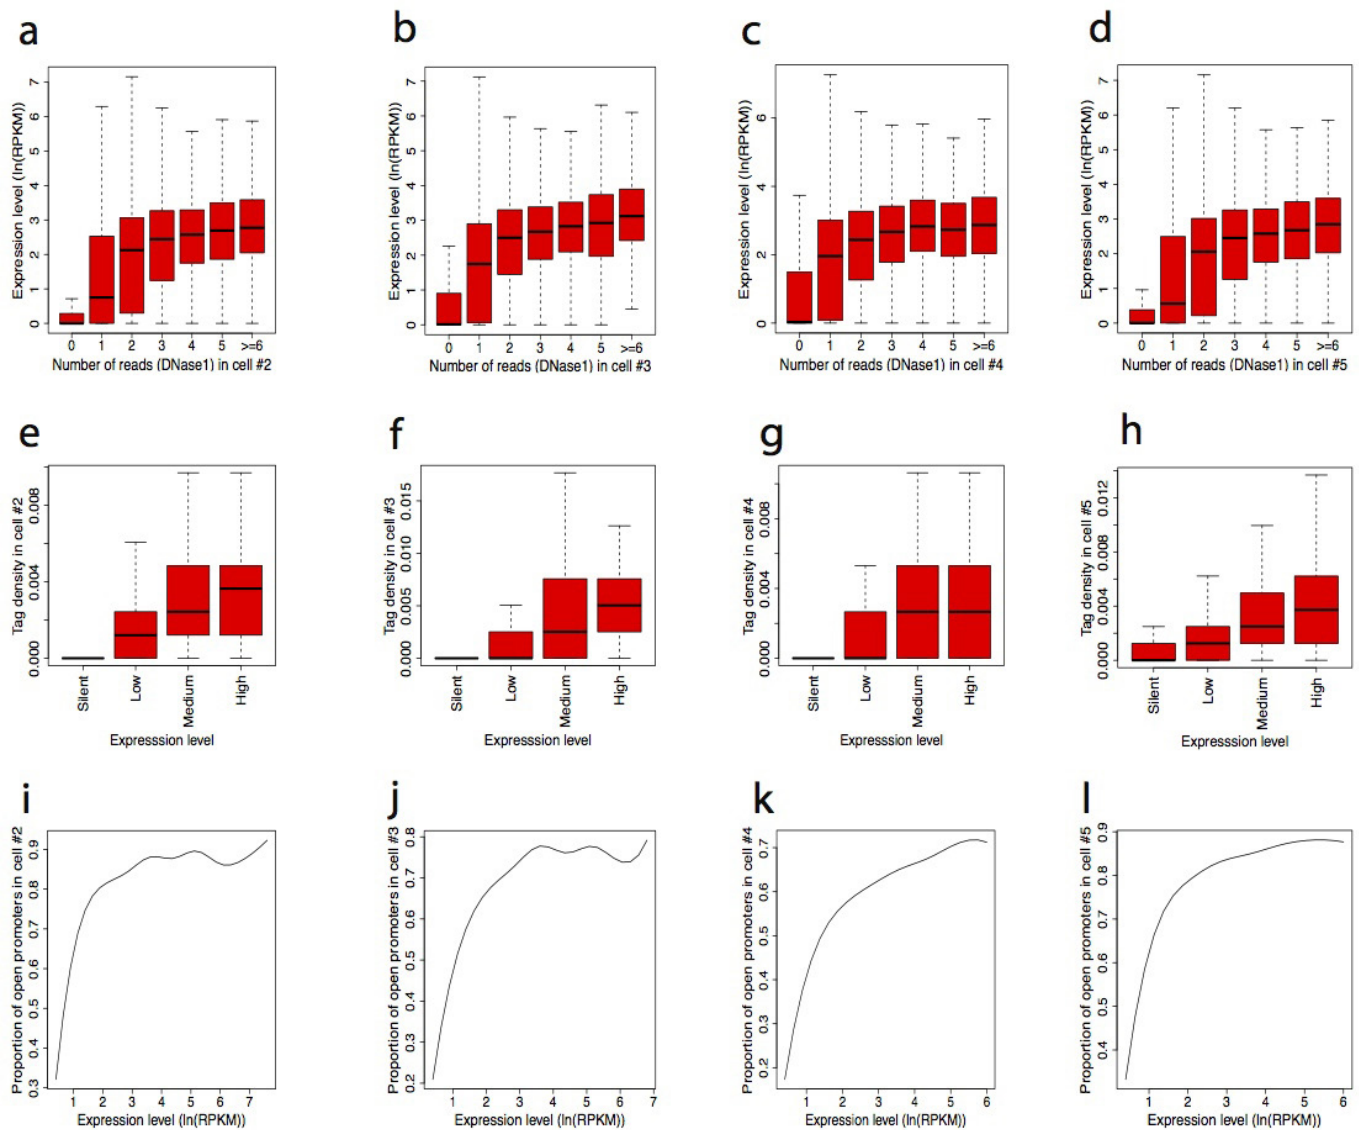 a
b
c
d
Expression level (ln(RPKM))
7
6
5
4
3
2
1
0
0 1 2 3 4 5 >=6
Number of reads (DNase1) in cell #2
Expression level (ln(RPKM))
7
6
5
4
3
2
1
0
0 1 2 3 4 5 >=6
Number of reads (DNase1) in cell #3
Expression level (ln(RPKM))
6
4
2
0
0 1 2 3 4 5 >=6
Number of reads (DNase1) in cell #4
Expression level (ln(RPKM))
7
6
5
4
3
2
1
0
0 1 2 3 4 5 >=6
Number of reads (DNase1) in cell #5
e
f
g
h
Tag density in cell #2
0.008
0.004
0.000
Silent
Low
Medium
High
Expresssion level
Tag density in cell #3
0.015
0.010
0.005
0.000
Silent
Low
Medium
High
Expresssion level
Tag density in cell #4
0.008
0.004
0.000
Silent
Low
Medium
High
Expresssion level
Tag density in cell #5
0.012
0.008
0.004
0.000
Silent
Low
Medium
High
Expresssion level
i
j
k
l
Proportion of open promoters in cell #2
0.9
0.8
0.7
0.6
0.5
0.4
0.3
1 2 3 4 5 6 7
Expression level (ln(RPKM))
Proportion of open promoters in cell #3
0.8
0.7
0.6
0.5
0.4
0.3
0.2
1 2 3 4 5 6 7
Expression level (ln(RPKM))
Proportion of open promoters in cell #4
0.7
0.6
0.5
0.4
0.3
0.2
1 2 3 4 5 6
Expression level (ln(RPKM))
Proportion of open promoters in cell #5
0.9
0.8
0.7
0.6
0.5
0.4
1 2 3 4 5 6
Expression level (ln(RPKM))